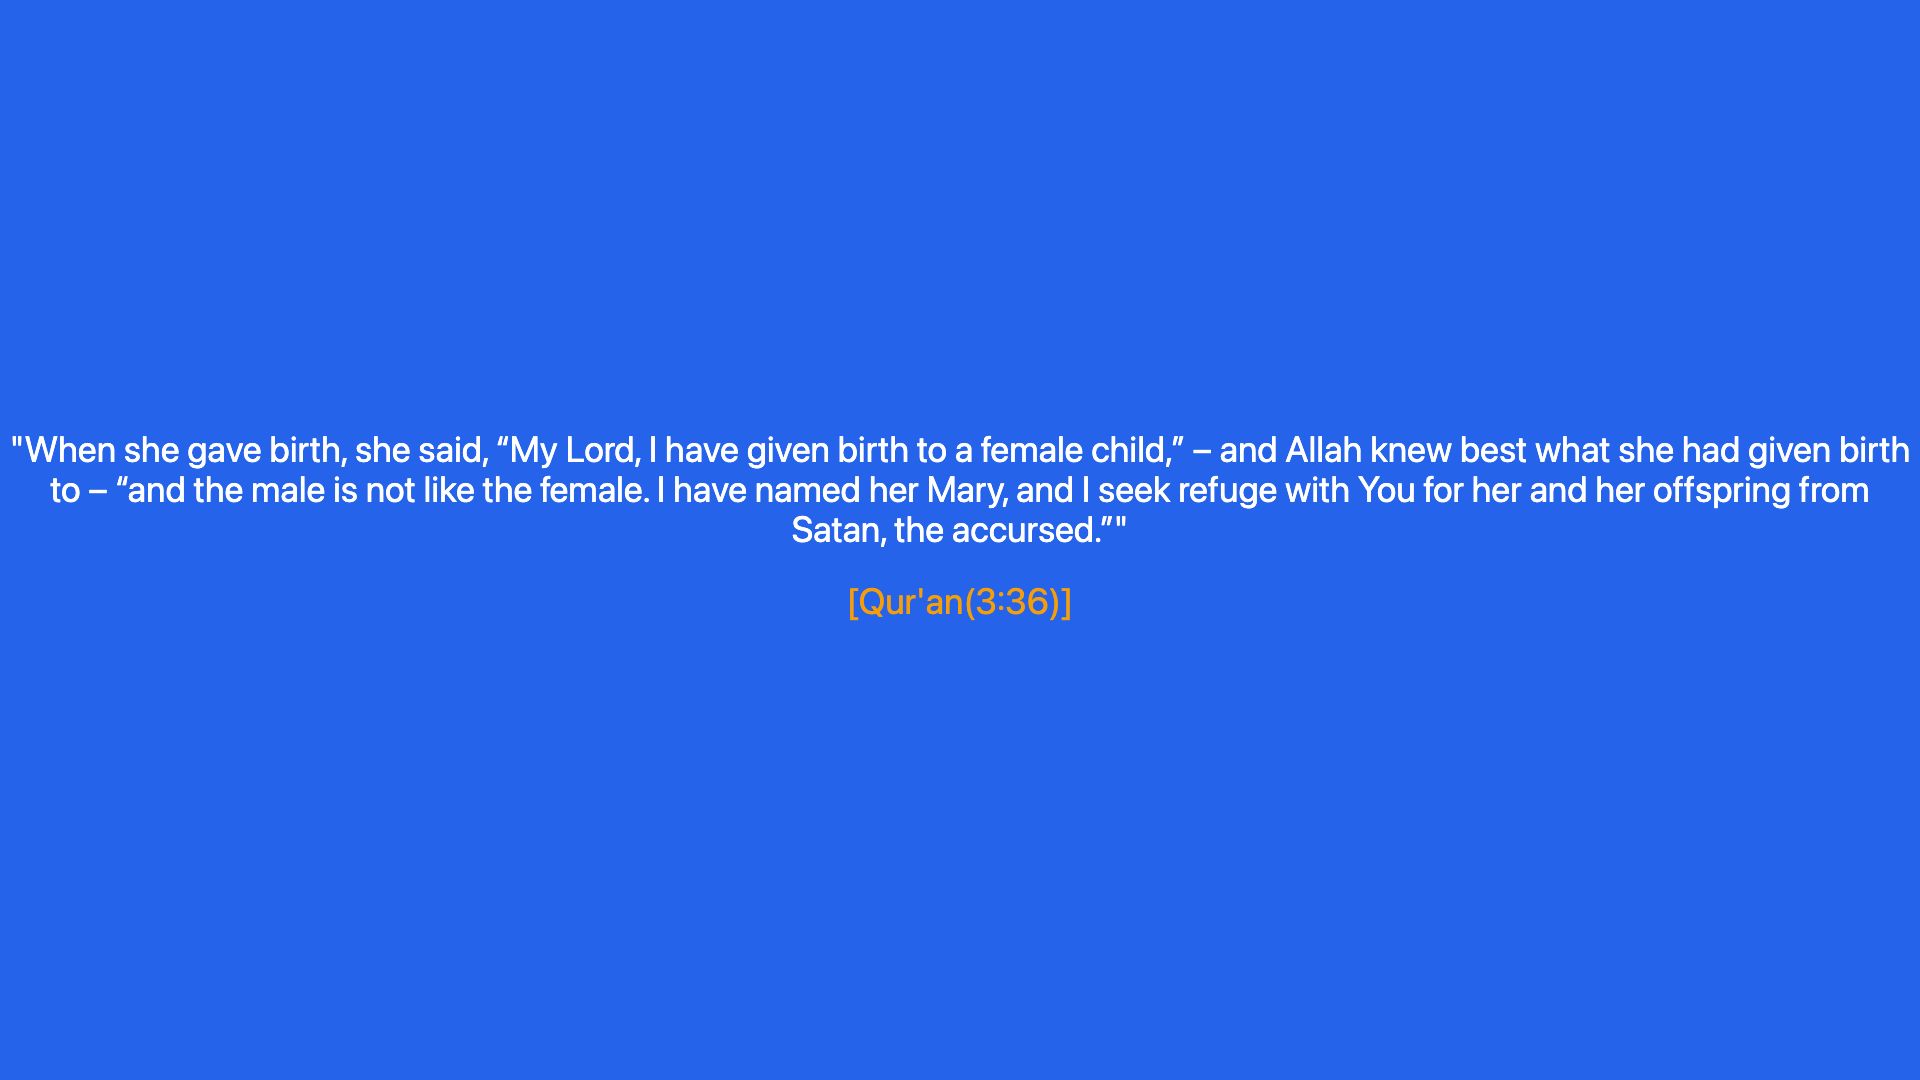 "When she gave birth, she said, “My Lord, I have given birth to a female child,” – and Allah knew best what she had given birth
to – “and the male is not like the female. I have named her Mary, and I seek refuge with You for her and her offspring from
Satan, the accursed.”"
[Qur'an(3:36)]